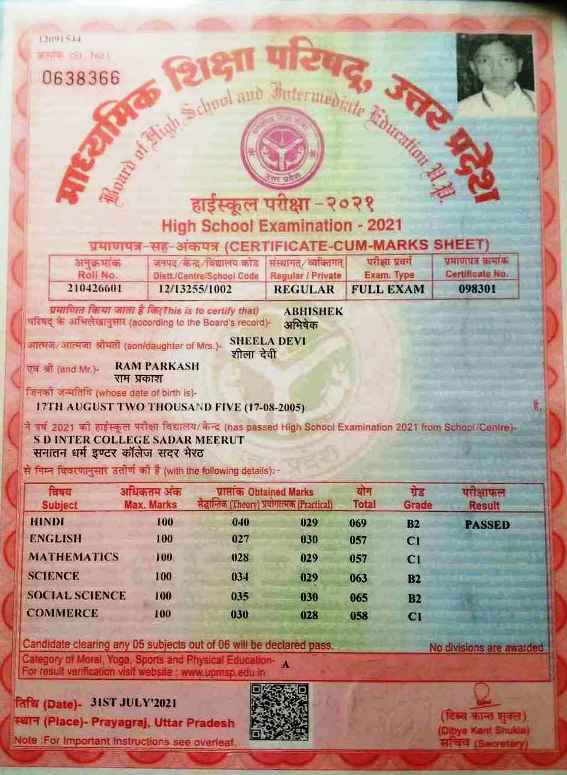 12091534
क्रमांक (Sl. No.)
0638366
माध्यमिक शिक्षा परिषद्, उत्तर प्रदेश
Board of High School and Intermediate Education U.P.
हाईस्कूल परीक्षा -२०२१
High School Examination - 2021
प्रमाणपत्र-सह-अंकपत्र (CERTIFICATE-CUM-MARKS SHEET)
अनुक्रमांक जनपद/केन्द्र/विद्यालय कोड संस्थागत/व्यक्तिगत परीक्षा प्रवर्ग प्रमाणपत्र क्रमांक
Roll No. Distt./Centre/School Code Regular / Private Exam. Type Certificate No.
210426601 12/13255/1002 REGULAR FULL EXAM 098301
प्रमाणित किया जाता है कि(This is to certify that) ABHISHEK
परिषद् के अभिलेखानुसार (according to the Board's record)- अभिषेक
आत्मज/आत्मजा श्रीमती (son/daughter of Mrs.)- SHEELA DEVI
शीला देवी
एवं श्री (and Mr.)- RAM PARKASH
राम प्रकाश
जिनकी जन्मतिथि (whose date of birth is)-
17TH AUGUST TWO THOUSAND FIVE (17-08-2005) है,
ने वर्ष 2021 की हाईस्कूल परीक्षा विद्यालय/केन्द्र (has passed High School Examination 2021 from School/Centre)-
S D INTER COLLEGE SADAR MEERUT
सनातन धर्म इण्टर कॉलेज सदर मेरठ
से निम्न विवरणानुसार उत्तीर्ण की है (with the following details):-
विषय अधिकतम अंक प्राप्तांक Obtained Marks योग ग्रेड परीक्षाफल
Subject Max. Marks सैद्धान्तिक (Theory) प्रयोगात्मक (Practical) Total Grade Result
HINDI 100 040 029 069 B2 PASSED
ENGLISH 100 027 030 057 C1
MATHEMATICS 100 028 029 057 C1
SCIENCE 100 034 029 063 B2
SOCIAL SCIENCE 100 035 030 065 B2
COMMERCE 100 030 028 058 C1
Candidate clearing any 05 subjects out of 06 will be declared pass. No divisions are awarded
Category of Moral, Yoga, Sports and Physical Education- A
For result verification visit website : www.upmsp.edu.in
तिथि (Date)- 31ST JULY'2021
स्थान (Place)- Prayagraj, Uttar Pradesh
(दिव्य कान्त शुक्ल)
(Dibya Kant Shukla)
सचिव (Secretary)
Note :For Important Instructions see overleaf.